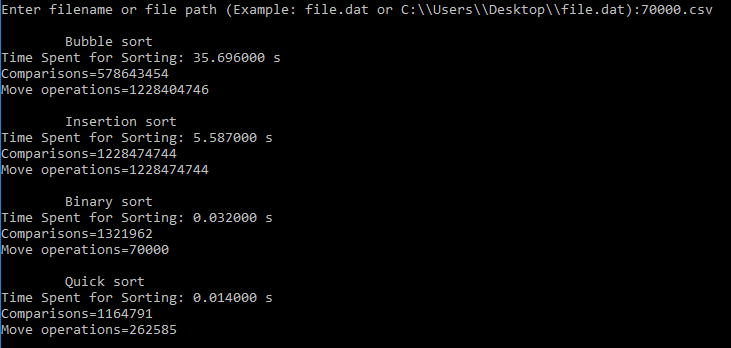 Enter filename or file path (Example: file.dat or C:\\Users\\Desktop\\file.dat):70000.csv
Bubble sort
Time Spent for Sorting: 35.696000 s
Comparisons=578643454
Move operations=1228404746
Insertion sort
Time Spent for Sorting: 5.587000 s
Comparisons=1228474744
Move operations=1228474744
Binary sort
Time Spent for Sorting: 0.032000 s
Comparisons=1321962
Move operations=70000
Quick sort
Time Spent for Sorting: 0.014000 s
Comparisons=1164791
Move operations=262585